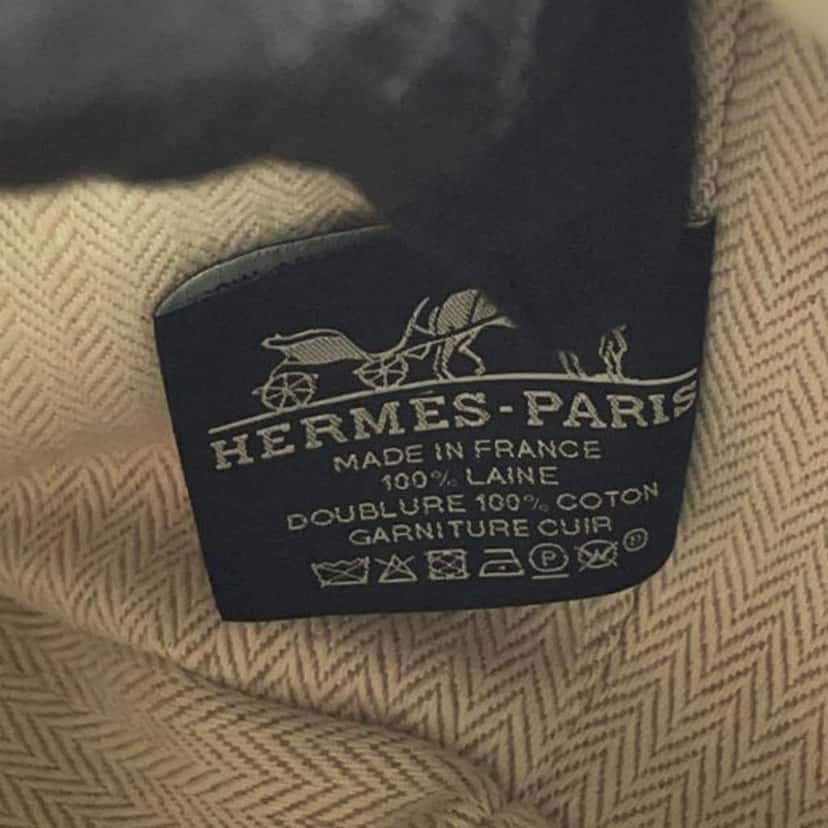 HERMÈS-PARIS
MADE IN FRANCE
100% LAINE
DOUBLURE 100% COTON
GARNITURE CUIR
P W